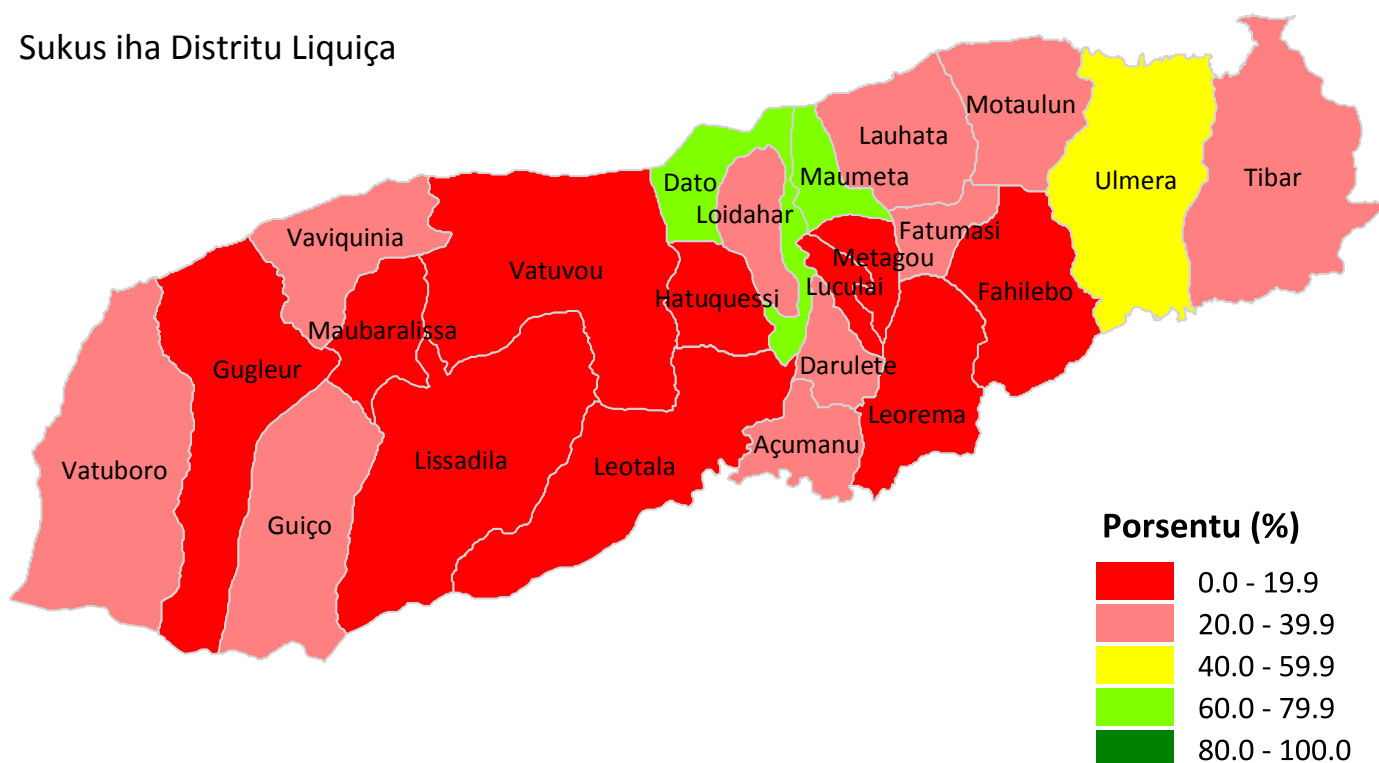 Sukus iha Distritu Liquiça
Motaulun
Lauhata
Maumeta
Ulmera
Tibar
Dato
Loidahar
Vaviquinia
Fatumasi
Metagou
Vatuvou
Luculai
Hatuquessi
Fahilebo
Maubaralissa
Gugleur
Darulete
Leorema
Açumanu
Lissadila
Leotala
Vatuboro
Guiço
Porsentu (%)
0.0 - 19.9
20.0 - 39.9
40.0 - 59.9
60.0 - 79.9
80.0 - 100.0